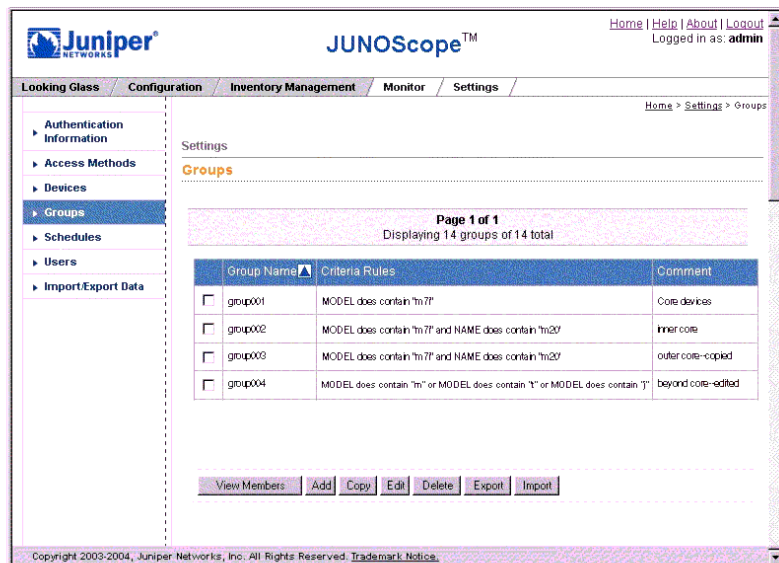 Juniper®
NETWORKS
JUNOScope™
Home | Help | About | Logout
Logged in as: admin
Looking Glass / Configuration / Inventory Management / Monitor / Settings /
Home > Settings > Groups
Authentication
Information
Access Methods
Devices
Groups
Schedules
Users
Import/Export Data
Settings
Groups
Page 1 of 1
Displaying 14 groups of 14 total
Group Name Criteria Rules Comment
group001 MODEL does contain "m7i" Core devices
group002 MODEL does contain "m7i" and NAME does contain "m20" inner core
group003 MODEL does contain "m7i" and NAME does contain "m20" outer core--copied
group004 MODEL does contain "m" or MODEL does contain "t" or MODEL does contain "j" beyond core--edited
View Members Add Copy Edit Delete Export Import
Copyright 2003-2004, Juniper Networks, Inc. All Rights Reserved. Trademark Notice.